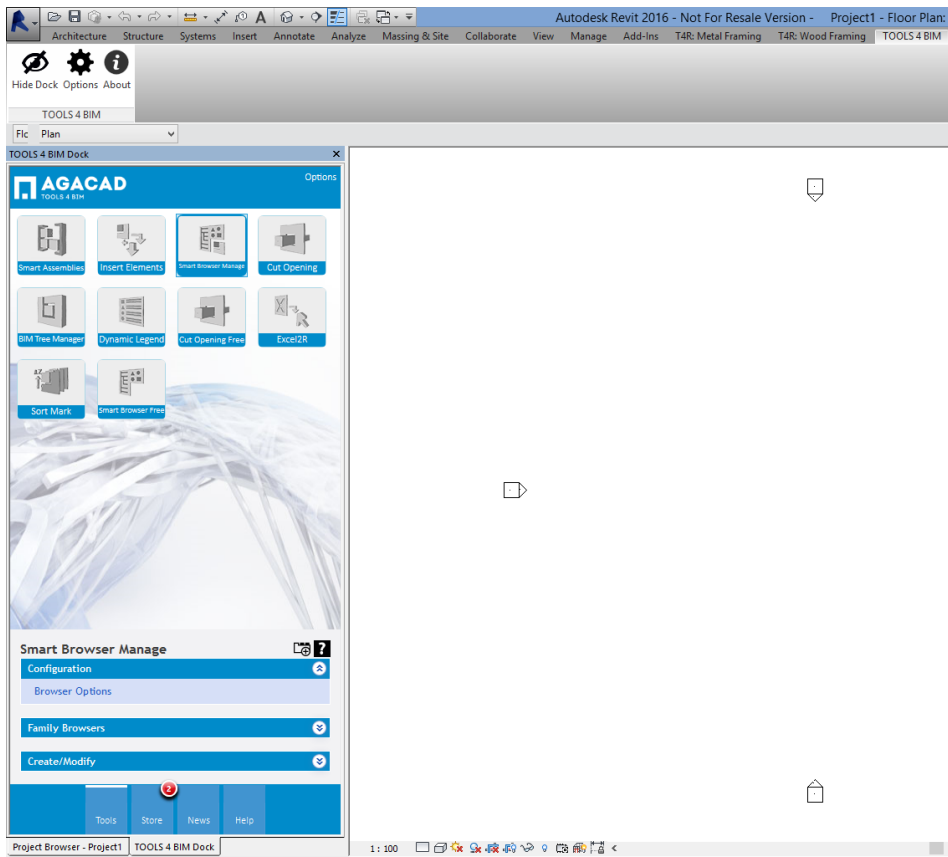 Autodesk Revit 2016 - Not For Resale Version - Project1 - Floor Plan:
Architecture Structure Systems Insert Annotate Analyze Massing & Site Collaborate View Manage Add-Ins T4R: Metal Framing T4R: Wood Framing TOOLS 4 BIM
Hide Dock Options About
TOOLS 4 BIM
Flc Plan
TOOLS 4 BIM Dock
AGACAD Options
TOOLS 4 BIM
Smart Assemblies Insert Elements Smart Browser Manage Cut Opening
BIM Tree Manager Dynamic Legend Cut Opening Free Excel2R
Sort Mark Smart Browser Free
Smart Browser Manage
Configuration
Browser Options
Family Browsers
Create/Modify
2
Tools Store News Help
Project Browser - Project1 TOOLS 4 BIM Dock
1 : 100